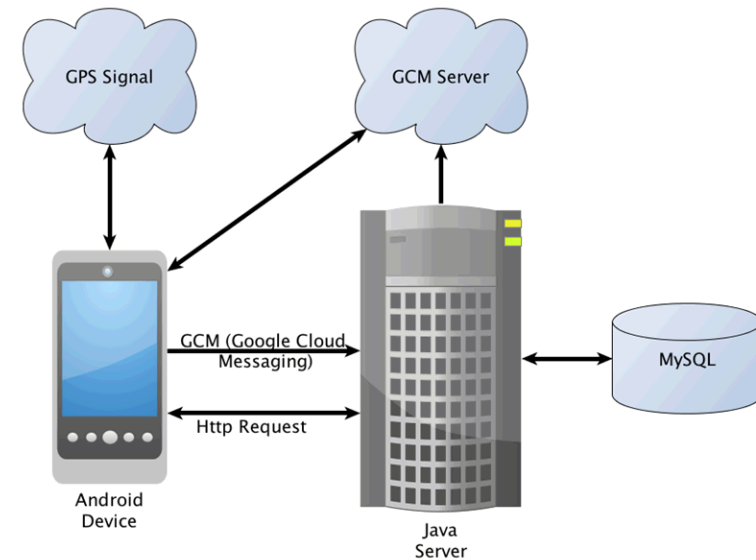 GPS Signal
GCM Server
GCM (Google Cloud
Messaging)
MySQL
Http Request
Android
Device
Java
Server